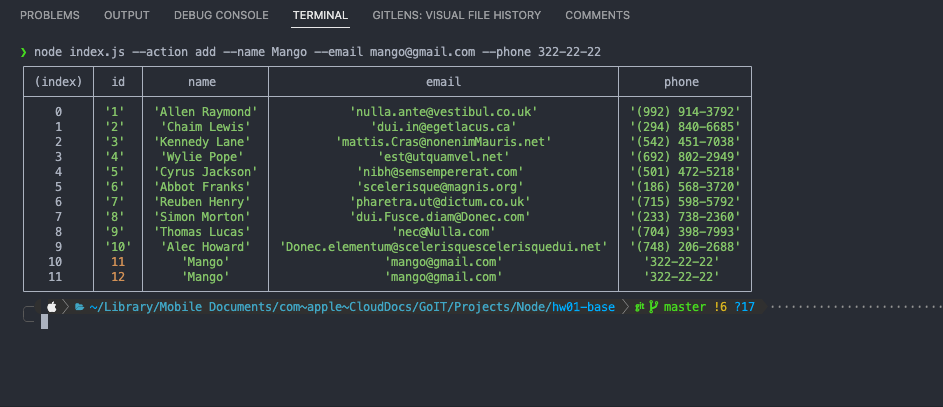 PROBLEMS OUTPUT DEBUG CONSOLE TERMINAL GITLENS: VISUAL FILE HISTORY COMMENTS
❯ node index.js --action add --name Mango --email mango@gmail.com --phone 322-22-22
(index) id name email phone
0 '1' 'Allen Raymond' 'nulla.ante@vestibul.co.uk' '(992) 914-3792'
1 '2' 'Chaim Lewis' 'dui.in@egetlacus.ca' '(294) 840-6685'
2 '3' 'Kennedy Lane' 'mattis.Cras@nonenimMauris.net' '(542) 451-7038'
3 '4' 'Wylie Pope' 'est@utquamvel.net' '(692) 802-2949'
4 '5' 'Cyrus Jackson' 'nibh@semsempererat.com' '(501) 472-5218'
5 '6' 'Abbot Franks' 'scelerisque@magnis.org' '(186) 568-3720'
6 '7' 'Reuben Henry' 'pharetra.ut@dictum.co.uk' '(715) 598-5792'
7 '8' 'Simon Morton' 'dui.Fusce.diam@Donec.com' '(233) 738-2360'
8 '9' 'Thomas Lucas' 'nec@Nulla.com' '(704) 398-7993'
9 '10' 'Alec Howard' 'Donec.elementum@scelerisquescelerisquedui.net' '(748) 206-2688'
10 11 'Mango' 'mango@gmail.com' '322-22-22'
11 12 'Mango' 'mango@gmail.com' '322-22-22'
~/Library/Mobile Documents/com~apple~CloudDocs/GoIT/Projects/Node/hw01-base git master !6 ?17